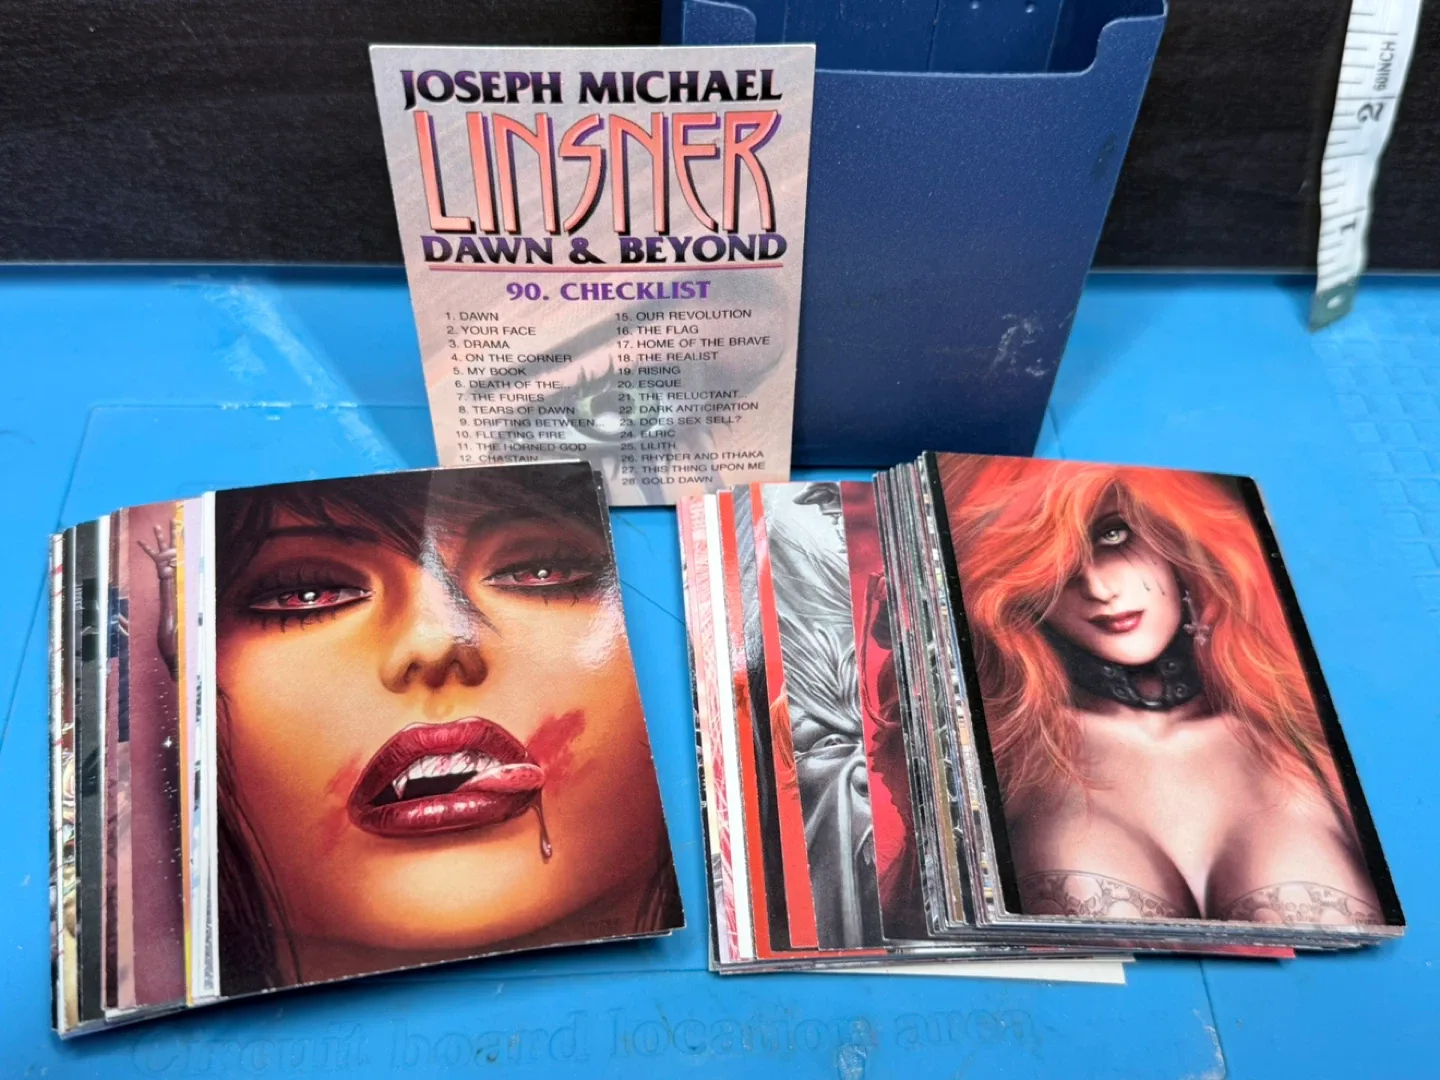 JOSEPH MICHAEL
LINSNER
DAWN & BEYOND
90. CHECKLIST
1. DAWN
2. YOUR FACE
3. DRAMA
4. ON THE CORNER
5. MY BOOK
6. DEATH OF THE...
7. THE FURIES
8. TEARS OF DAWN
9. DRIFTING BETWEEN...
10. FLEETING FIRE
11. THE HORNED GOD
12. CHASTAIN
15. OUR REVOLUTION
16. THE FLAG
17. HOME OF THE BRAVE
18. THE REALIST
19. RISING
20. ESQUE
21. THE RELUCTANT...
22. DARK ANTICIPATION
23. DOES SEX SELL?
24. ELRIC
25. LILITH
26. RHYDER AND ITHAKA
27. THIS THING UPON ME
28. GOLD DAWN
60INCH
2
1
Circuit board location area